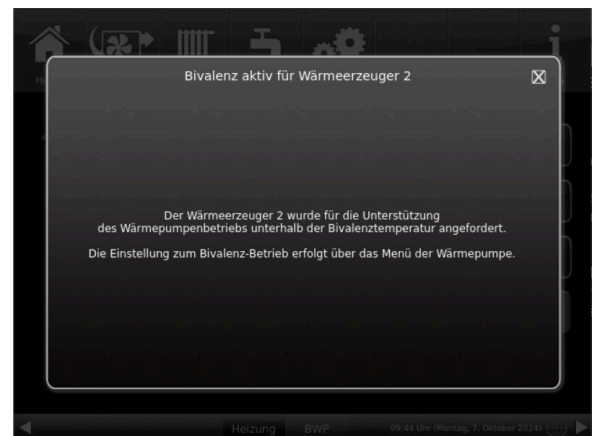 Bivalenz aktiv für Wärmeerzeuger 2
Der Wärmeerzeuger 2 wurde für die Unterstützung
des Wärmepumpenbetriebs unterhalb der Bivalenztemperatur angefordert.
Die Einstellung zum Bivalenz-Betrieb erfolgt über das Menü der Wärmepumpe.
Heizung
BWP
09:44 Uhr (Montag, 7. Oktober 2024)